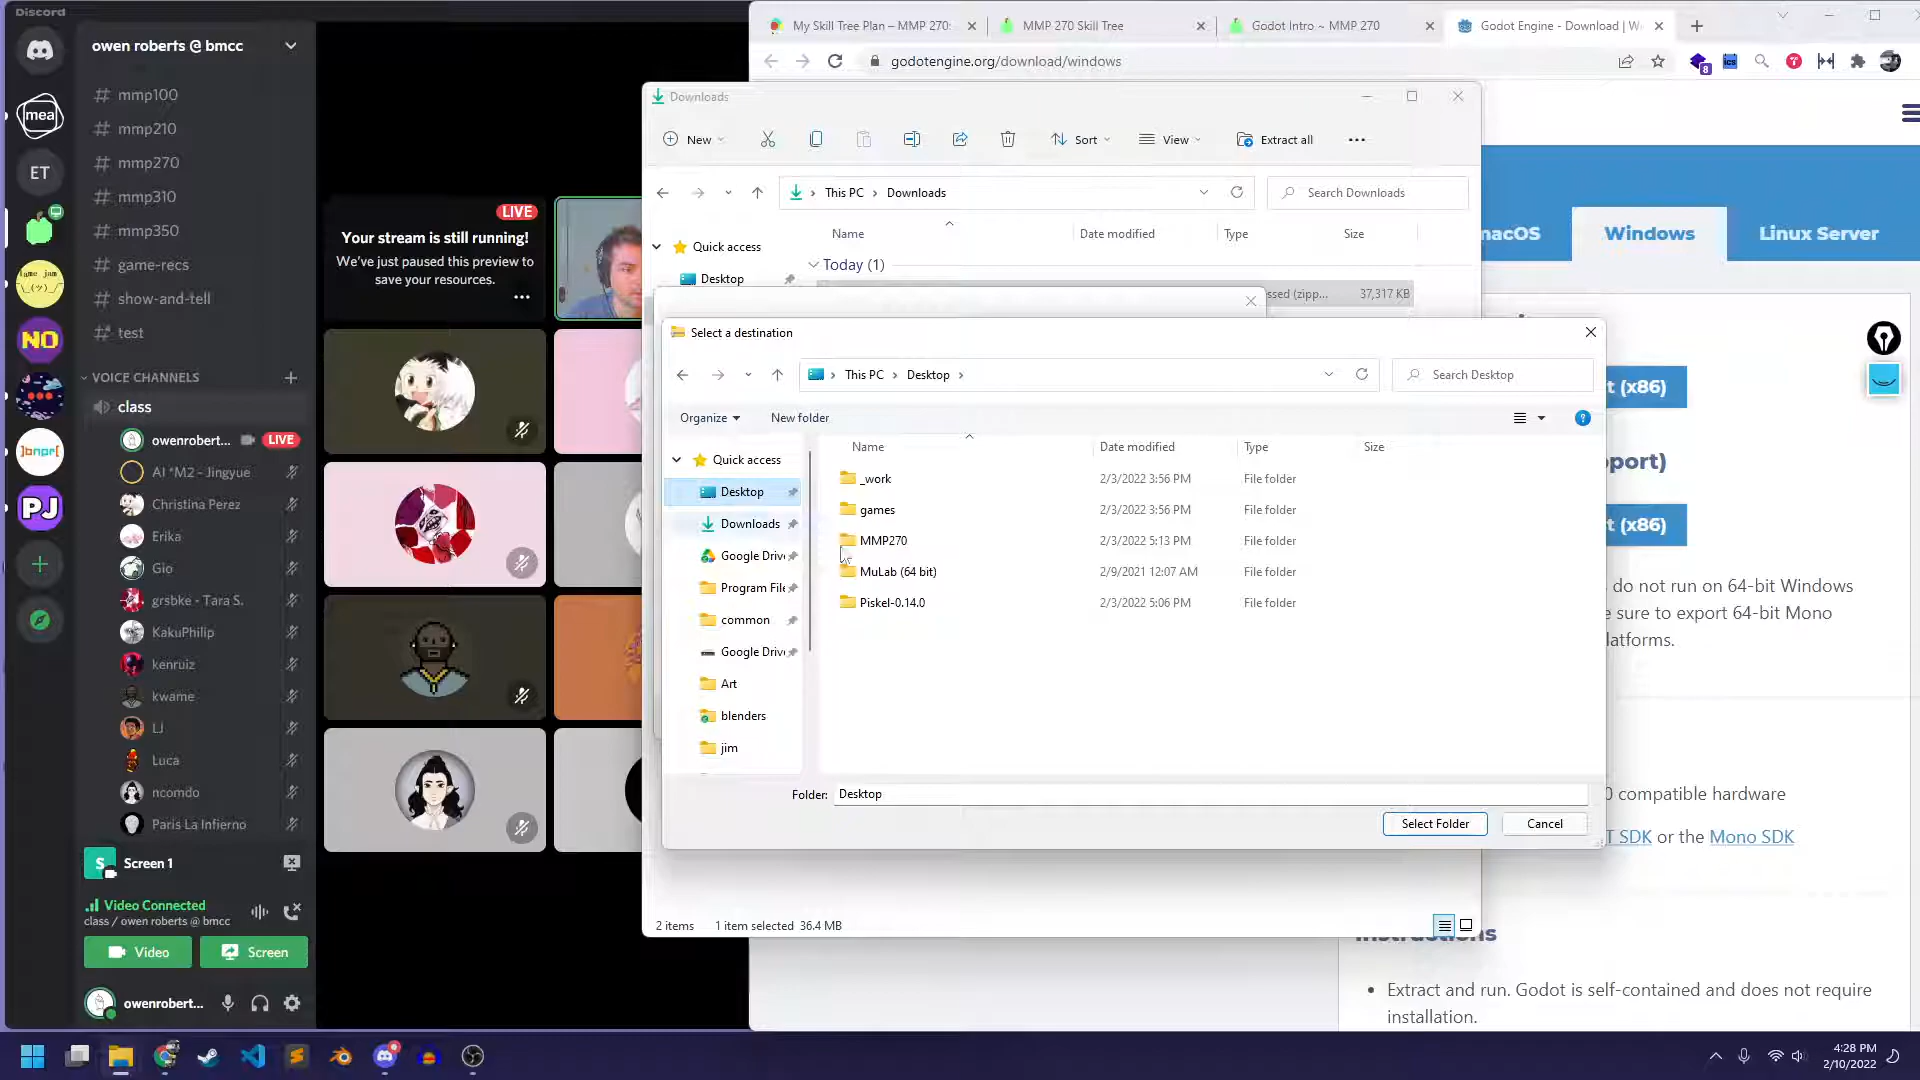 Discord
owen roberts @ bmcc
# mmp100
# mmp210
# mmp270
# mmp310
# mmp350
# game-recs
# show-and-tell
# test
VOICE CHANNELS
class
owenrobert... LIVE
AI *M2 - Jingyue
Christina Perez
Erika
Gio
grsbke - Tara S.
KakuPhilip
kenruiz
kwame
LJ
Luca
ncomdo
Paris La Infierno
S Screen 1
Video Connected
class / owen roberts @ bmcc
Video Screen
owenrobert...
mea
ET
NO
]bnpr[
PJ
LIVE
Your stream is still running!
We've just paused this preview to
save your resources.
My Skill Tree Plan – MMP 270:
MMP 270 Skill Tree
Godot Intro ~ MMP 270
Godot Engine - Download | W
godotengine.org/download/windows
8
ics
Downloads
New Sort View Extract all
This PC Downloads
Search Downloads
Name Date modified Type Size
Quick access
Today (1)
Desktop
ssed (zipp... 37,317 KB
Select a destination
This PC Desktop
Search Desktop
Organize New folder
Name Date modified Type Size
Quick access
Desktop
Downloads
Google Driv
Program File
common
Google Driv
Art
blenders
jim
_work 2/3/2022 3:56 PM File folder
games 2/3/2022 3:56 PM File folder
MMP270 2/3/2022 5:13 PM File folder
MuLab (64 bit) 2/9/2021 12:07 AM File folder
Piskel-0.14.0 2/3/2022 5:06 PM File folder
Folder: Desktop
Select Folder Cancel
2 items 1 item selected 36.4 MB
nacOS Windows Linux Server
t (x86)
port)
t (x86)
do not run on 64-bit Windows
e sure to export 64-bit Mono
latforms.
0 compatible hardware
T SDK or the Mono SDK
Instructions
• Extract and run. Godot is self-contained and does not require
installation.
4:28 PM
2/10/2022